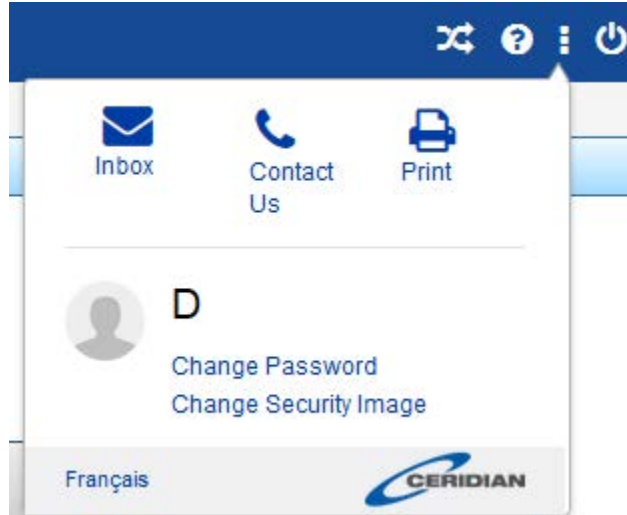 Inbox
Contact
Us
Print
D
Change Password
Change Security Image
Français
CERIDIAN